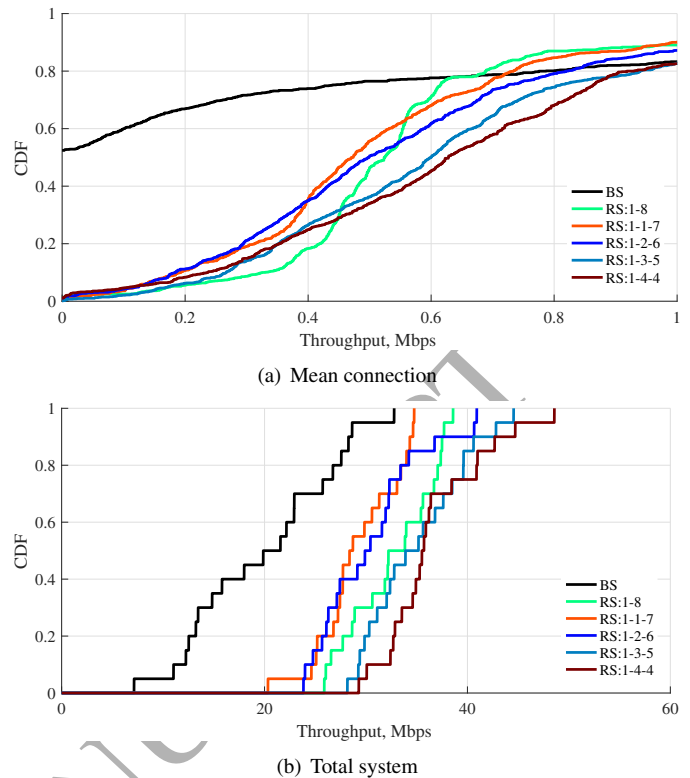 1
0.8
0.6
0.4
0.2
0
CDF
BS
RS:1-8
RS:1-1-7
RS:1-2-6
RS:1-3-5
RS:1-4-4
0 0.2 0.4 0.6 0.8 1
Throughput, Mbps
(a) Mean connection
1
0.8
0.6
0.4
0.2
0
CDF
BS
RS:1-8
RS:1-1-7
RS:1-2-6
RS:1-3-5
RS:1-4-4
0 20 40 60
Throughput, Mbps
(b) Total system